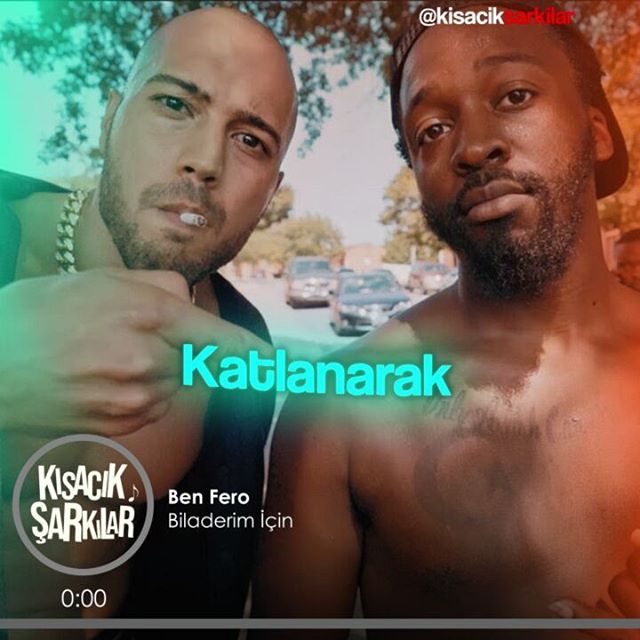 @kisaciksarkilar
Katlanarak
KISACIK
ŞARKILAR
Ben Fero
Biladerim İçin
0:00